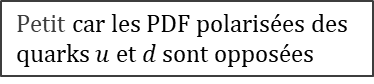 Petit car les PDF polarisées des
quarks u et d sont opposées